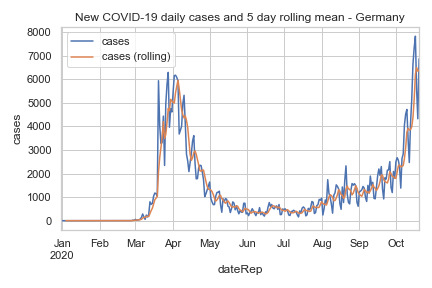 New COVID-19 daily cases and 5 day rolling mean - Germany
8000
7000
6000
5000
4000
3000
2000
1000
0
cases
cases
cases (rolling)
Jan Feb Mar Apr May Jun Jul Aug Sep Oct
2020
dateRep